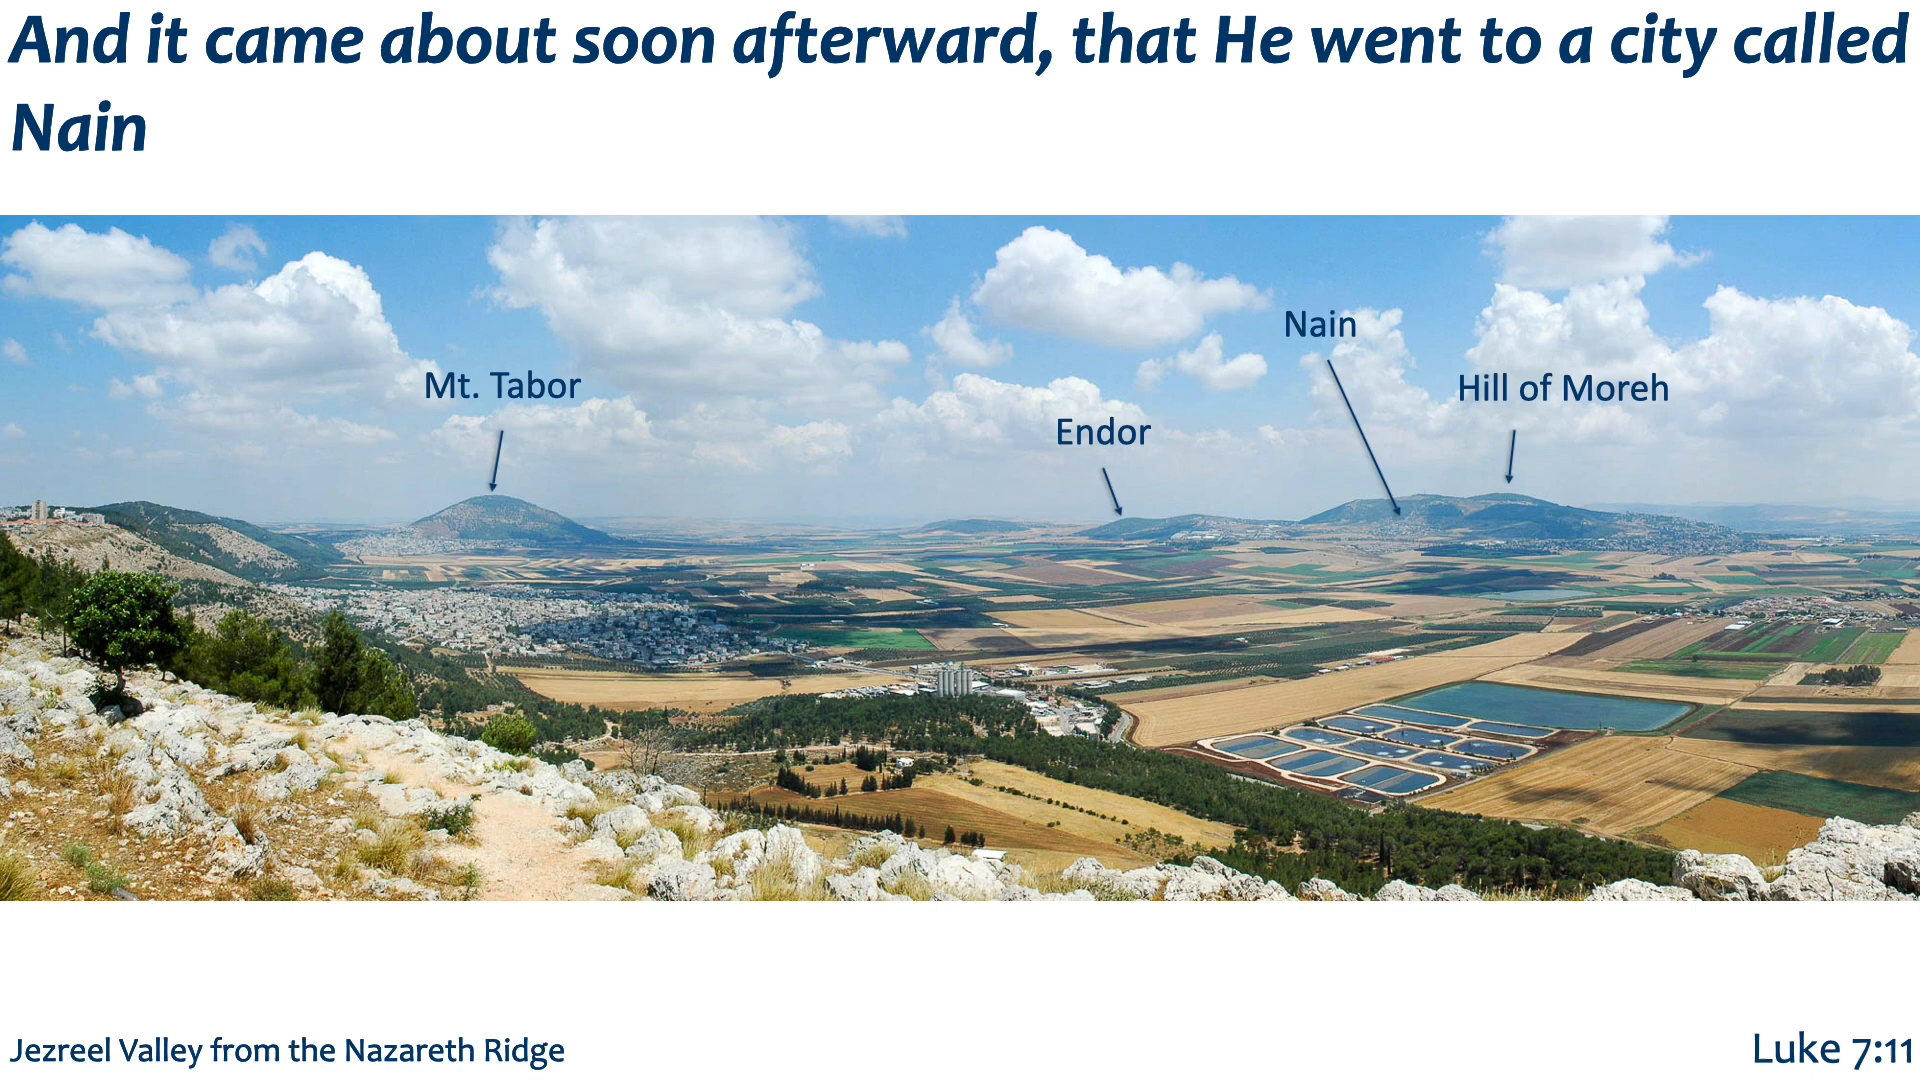 And it came about soon afterward, that He went to a city called
Nain
Nain
Mt. Tabor
Hill of Moreh
Endor
Jezreel Valley from the Nazareth Ridge
Luke 7:11